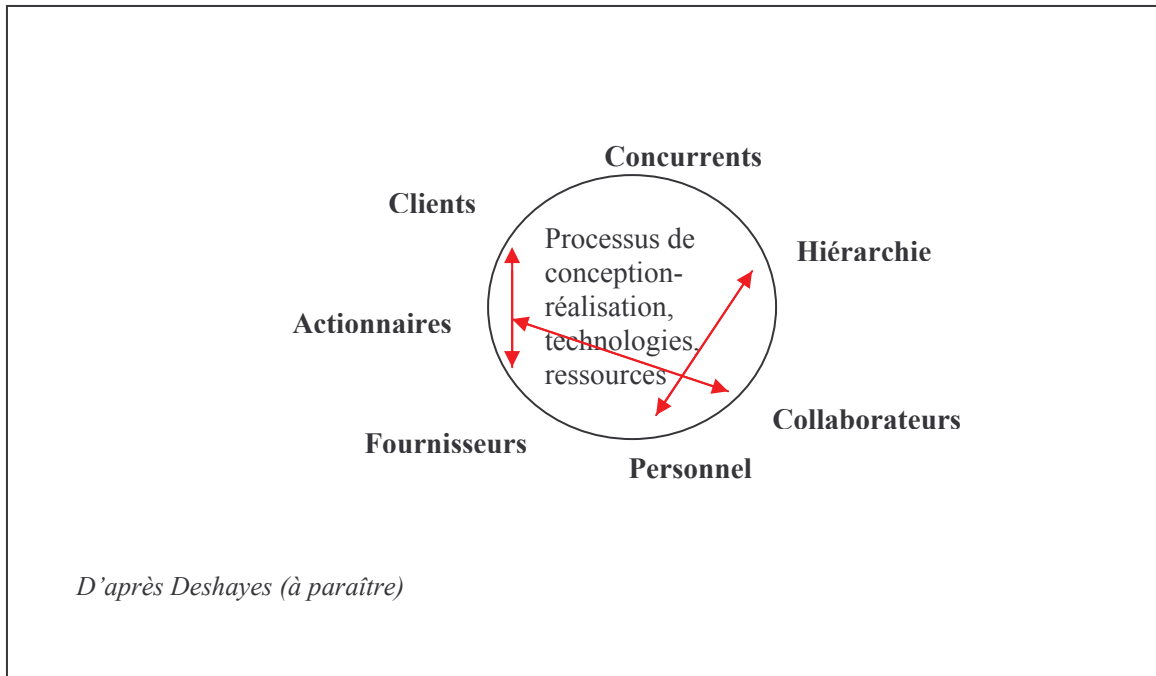 Concurrents
Clients
Processus de
conception-
réalisation,
technologies,
ressources
Hiérarchie
Actionnaires
Collaborateurs
Fournisseurs
Personnel
D’après Deshayes (à paraître)